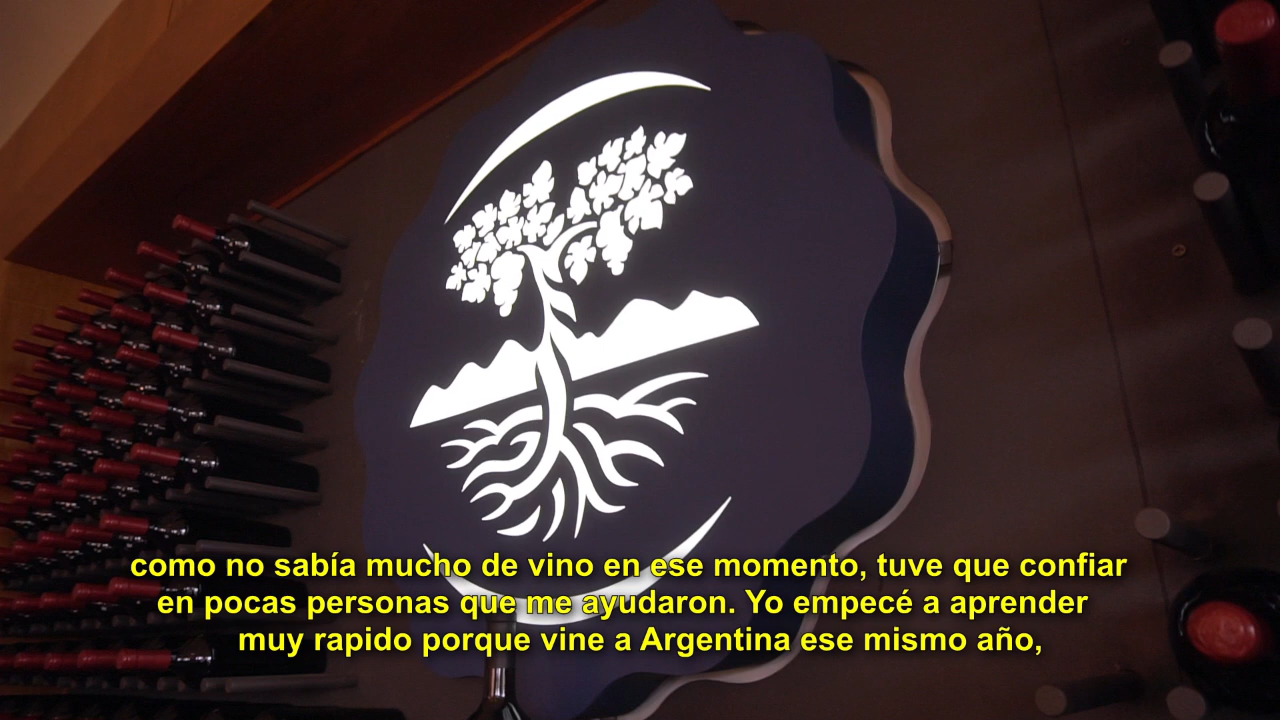 como no sabía mucho de vino en ese momento, tuve que confiar
en pocas personas que me ayudaron. Yo empecé a aprender
muy rapido porque vine a Argentina ese mismo año,